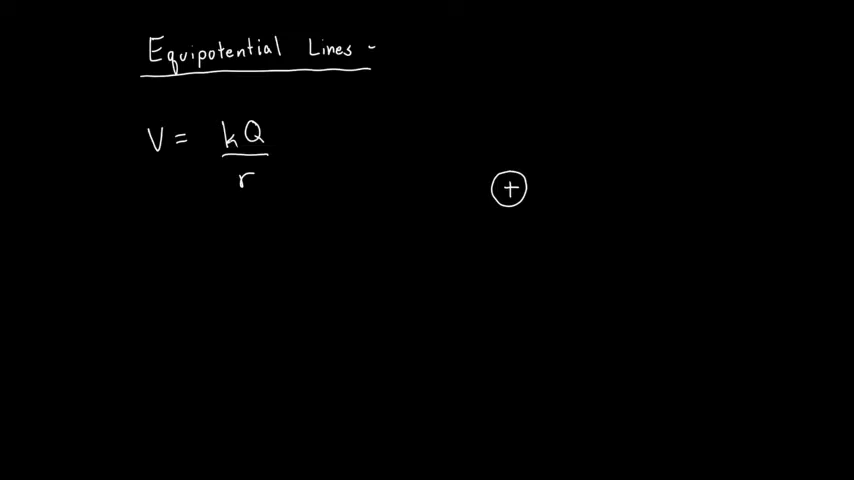 Equipotential Lines -
V = kQ
r
+